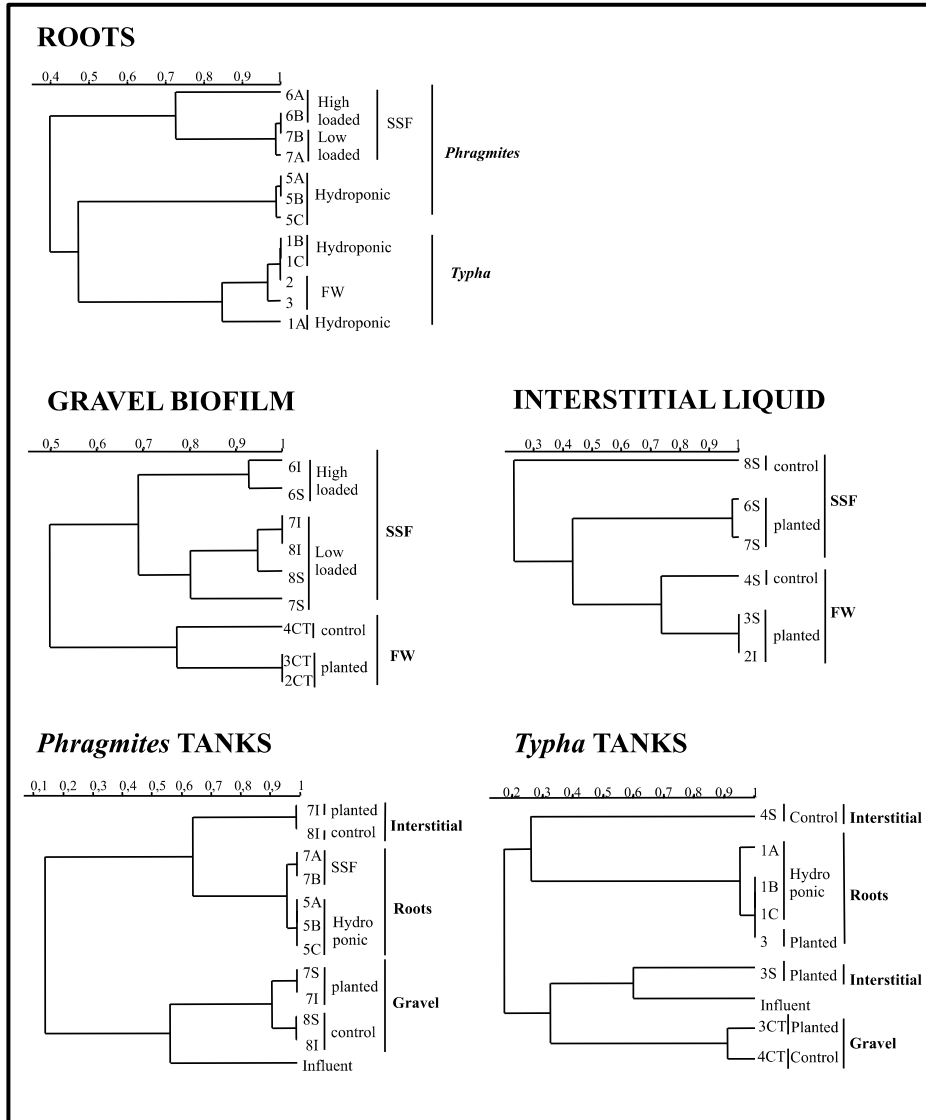 ROOTS
0,4 0,5 0,6 0,7 0,8 0,9 1
6A High
6B loaded SSF
7B Low
7A loaded Phragmites
5A
5B Hydroponic
5C
1B Hydroponic
1C
2 Typha
3 FW
1A Hydroponic
GRAVEL BIOFILM
0,5 0,6 0,7 0,8 0,9 1
6I High
6S loaded
7I SSF
8I Low
8S loaded
7S
4CT control
3CT planted FW
2CT
INTERSTITIAL LIQUID
0,3 0,4 0,5 0,6 0,7 0,8 0,9 1
8S control
6S SSF
planted
7S
4S control
3S FW
planted
2I
Phragmites TANKS
0,1 0,2 0,3 0,4 0,5 0,6 0,7 0,8 0,9 1
7I planted Interstitial
8I control
7A SSF
7B
5A Roots
5B Hydro
5C ponic
7S planted
7I Gravel
8S control
8I
Influent
Typha TANKS
0,2 0,3 0,4 0,5 0,6 0,7 0,8 0,9 1
4S Control Interstitial
1A
Hydro
1B ponic Roots
1C
3 Planted
3S Planted Interstitial
Influent
3CT Planted
Gravel
4CT Control